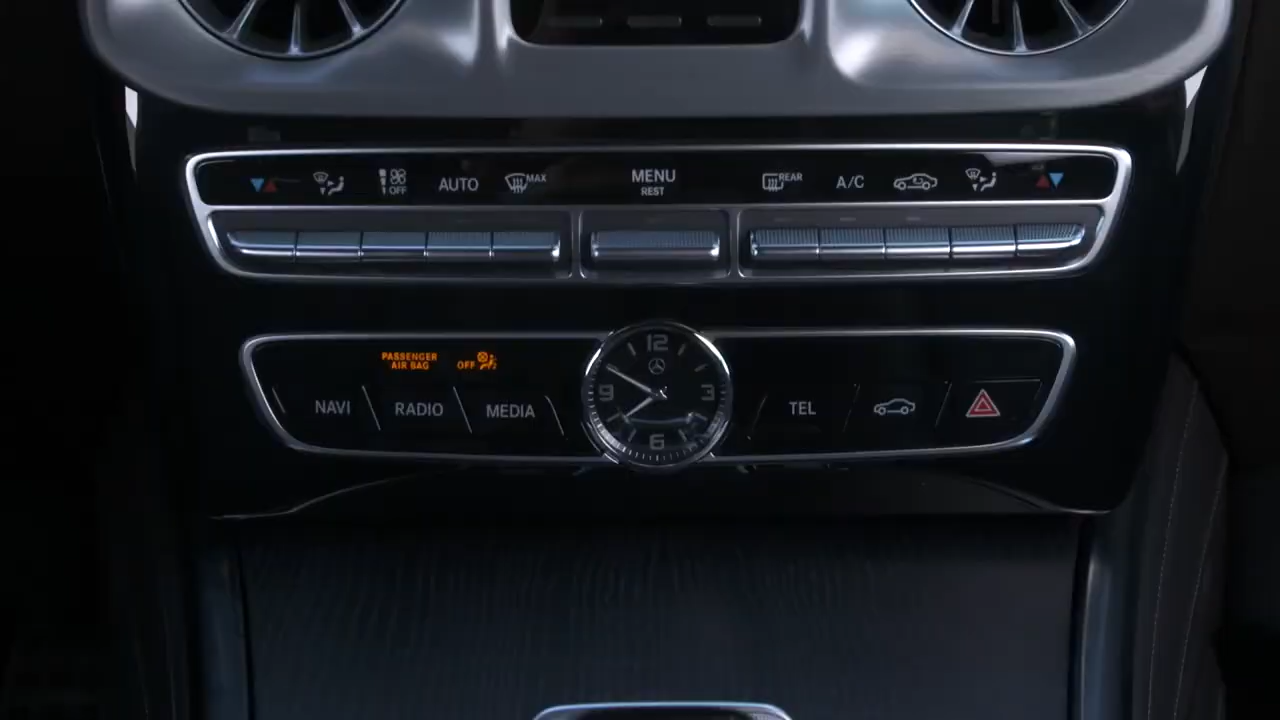 OFF
AUTO
MAX
MENU
REST
REAR
A/C
PASSENGER
AIR BAG
OFF
NAVI
RADIO
MEDIA
12
9
3
6
TEL